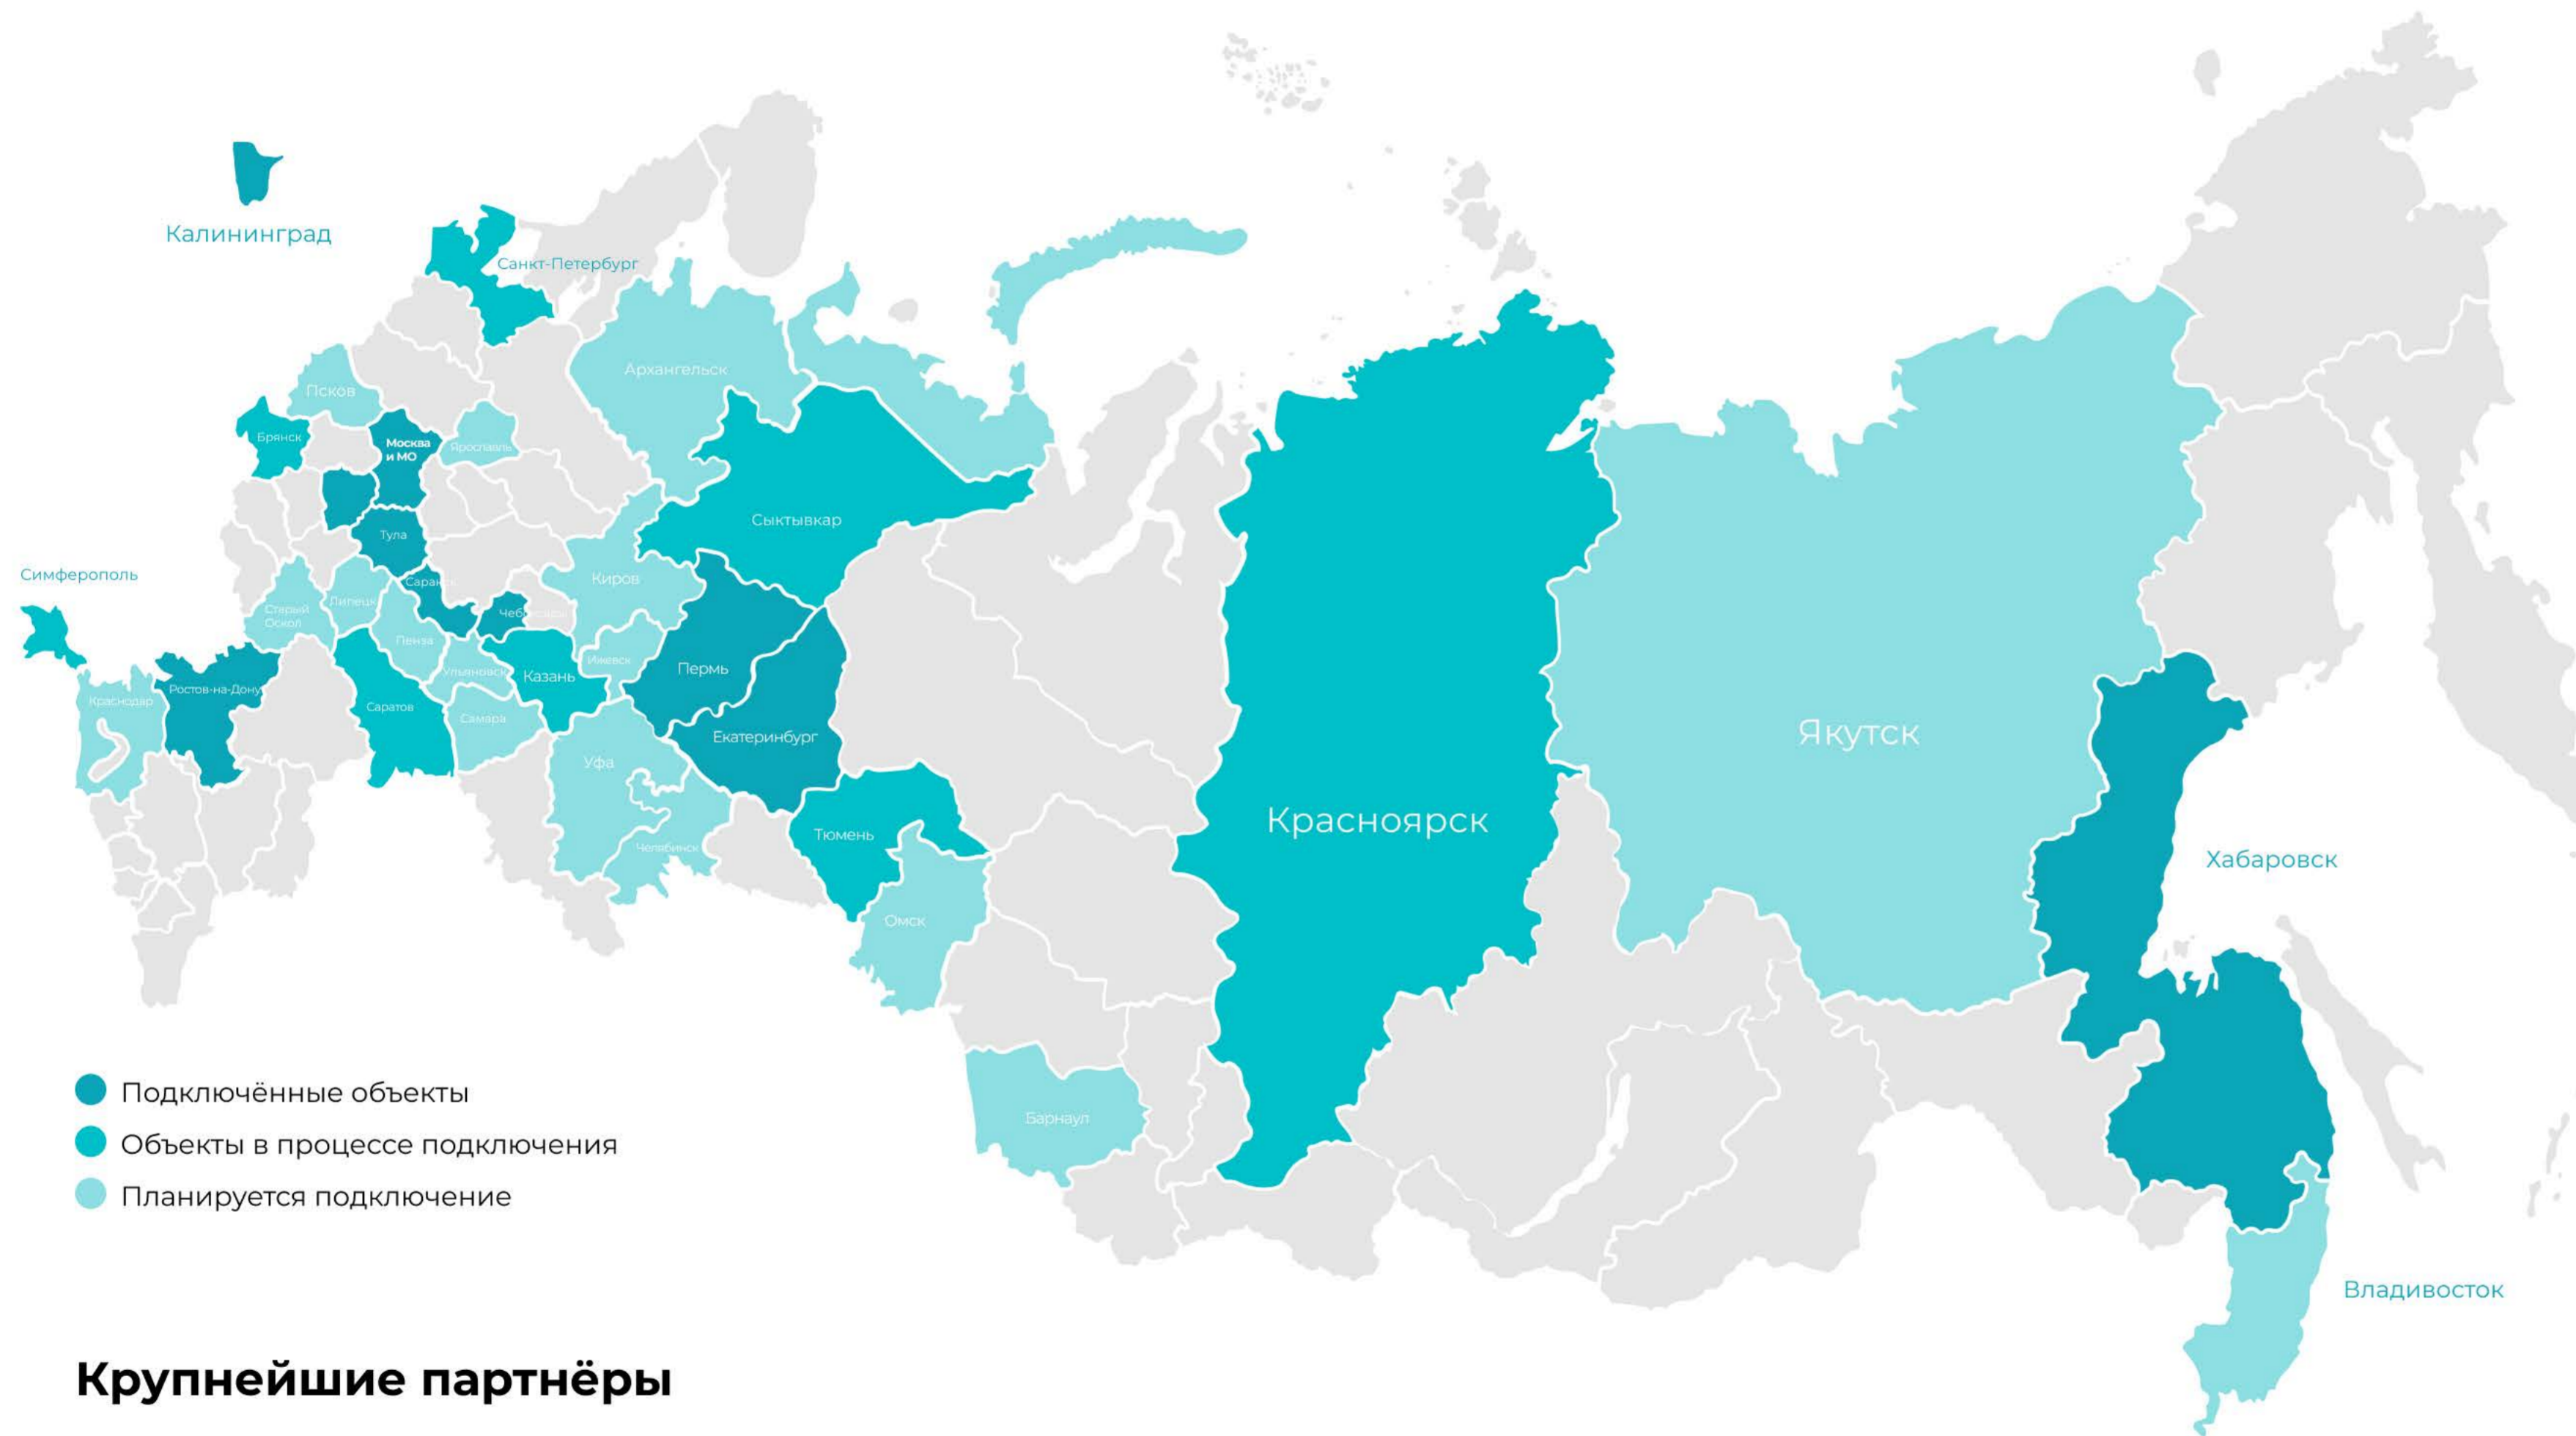 Калининград
Санкт-Петербург
Архангельск
Псков
Брянск
Москва
и МО
Ярославль
Сыктывкар
Тула
Симферополь
Саранск
Киров
Старый
Оскол
Липецк
Чебоксары
Пенза
Ижевск
Ульяновск
Казань
Пермь
Ростов-на-Дону
Краснодар
Саратов
Самара
Екатеринбург
Уфа
Якутск
Красноярск
Тюмень
Челябинск
Хабаровск
Омск
Подключённые объекты
Барнаул
Объекты в процессе подключения
Планируется подключение
Владивосток
Крупнейшие партнёры